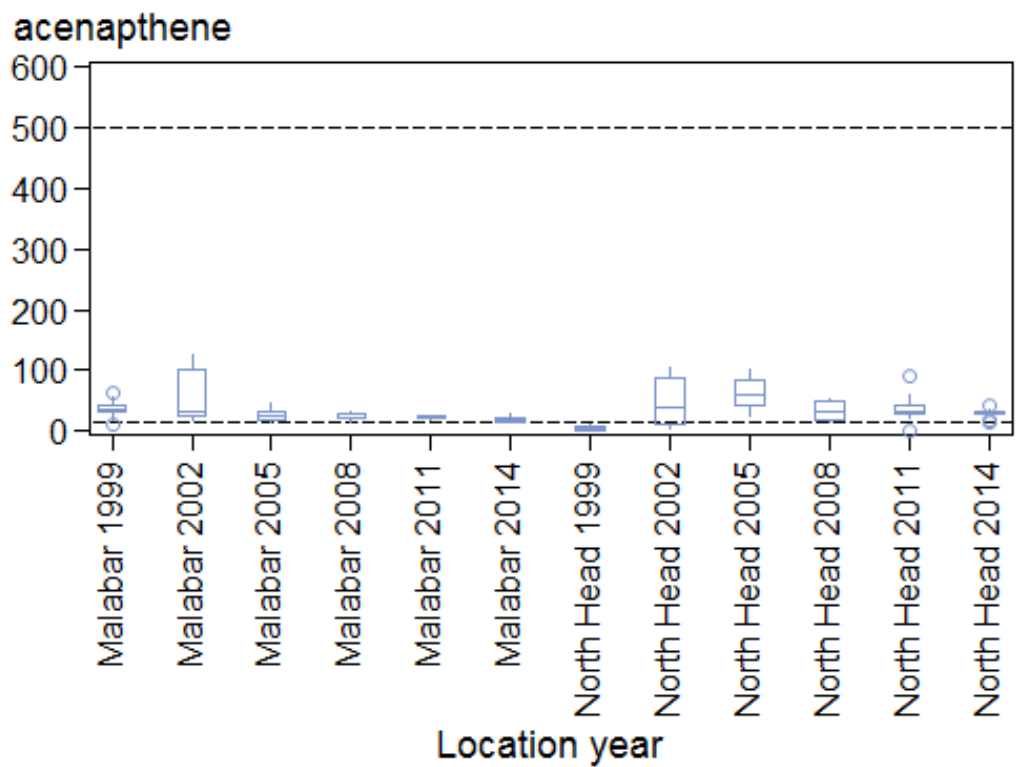 acenapthene
600
500
400
300
200
100
0
Malabar 1999
Malabar 2002
Malabar 2005
Malabar 2008
Malabar 2011
Malabar 2014
North Head 1999
North Head 2002
North Head 2005
North Head 2008
North Head 2011
North Head 2014
Location year